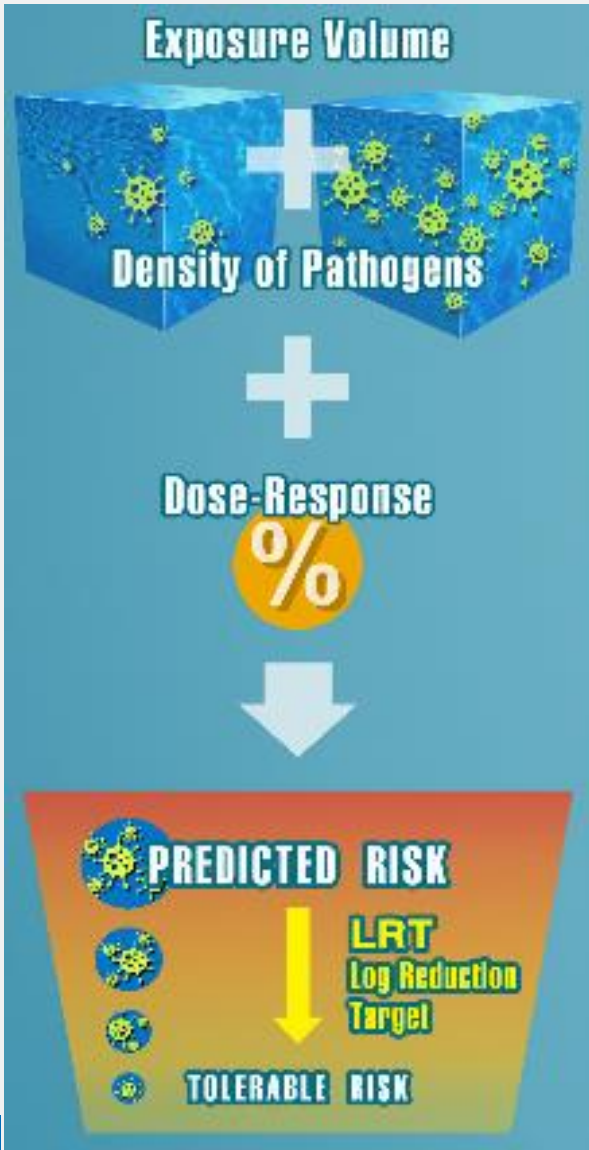 Exposure Volume
Density of Pathogens
Dose-Response
%
PREDICTED RISK
LRT
Log Reduction
Target
TOLERABLE RISK